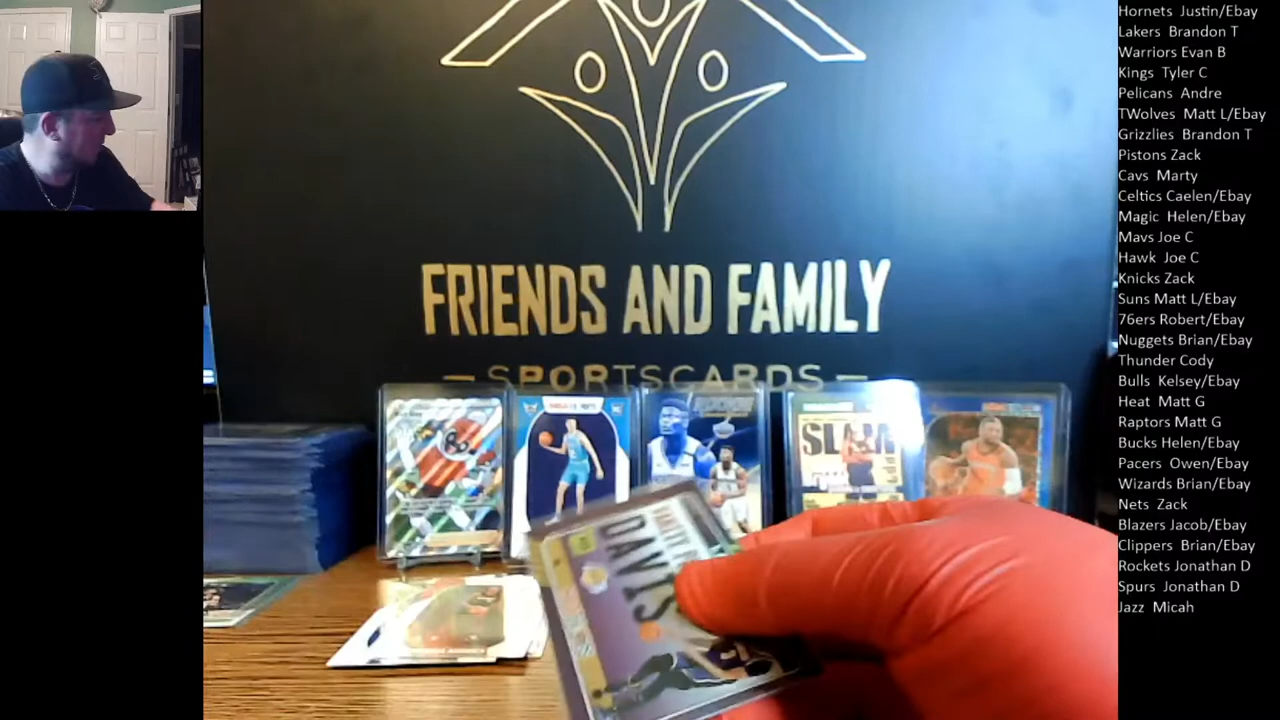 FRIENDS AND FAMILY
— SPORTSCARDS —
SLAM
DAVIS
Hornets Justin/Ebay
Lakers Brandon T
Warriors Evan B
Kings Tyler C
Pelicans Andre
TWolves Matt L/Ebay
Grizzlies Brandon T
Pistons Zack
Cavs Marty
Celtics Caelen/Ebay
Magic Helen/Ebay
Mavs Joe C
Hawk Joe C
Knicks Zack
Suns Matt L/Ebay
76ers Robert/Ebay
Nuggets Brian/Ebay
Thunder Cody
Bulls Kelsey/Ebay
Heat Matt G
Raptors Matt G
Bucks Helen/Ebay
Pacers Owen/Ebay
Wizards Brian/Ebay
Nets Zack
Blazers Jacob/Ebay
Clippers Brian/Ebay
Rockets Jonathan D
Spurs Jonathan D
Jazz Micah